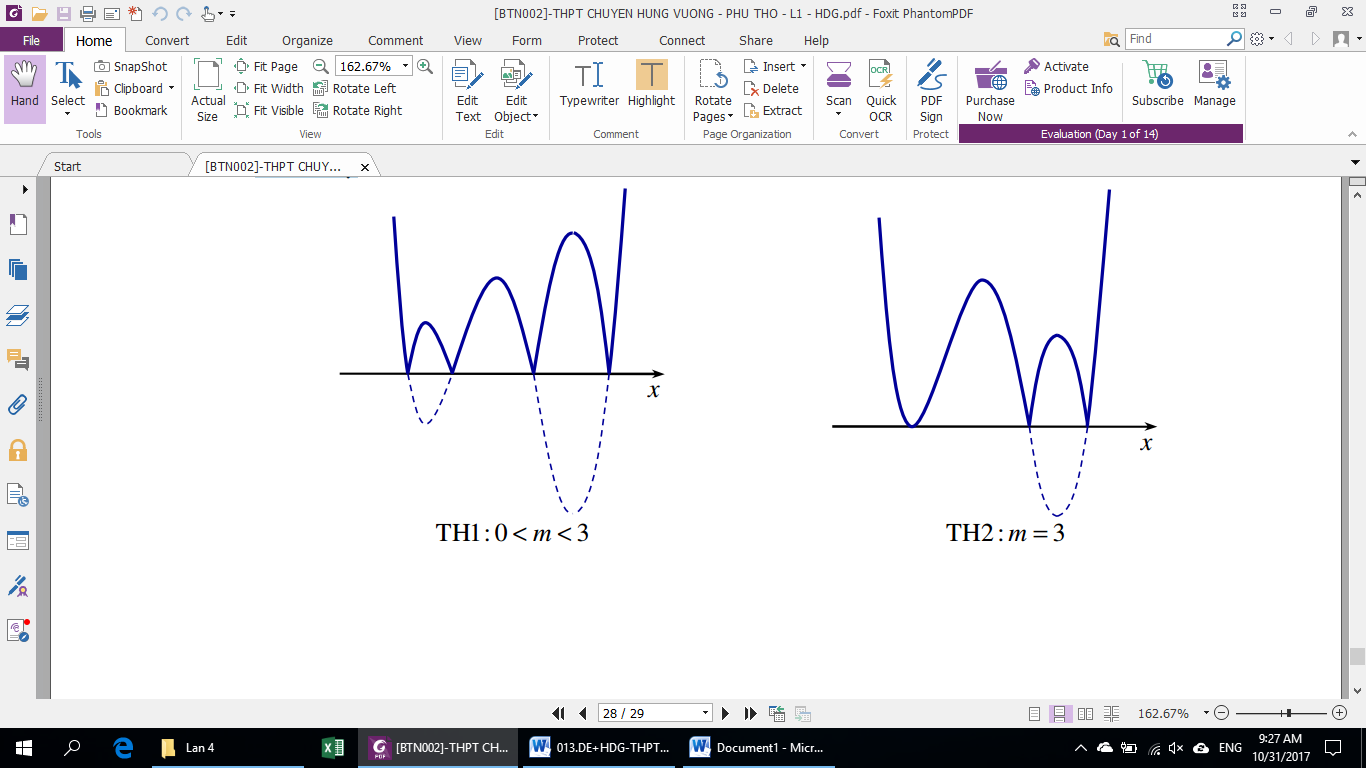 [BTN002]-THPT CHUYEN HUNG VUONG - PHU THO - L1 - HDG.pdf - Foxit PhantomPDF
File Home Convert Edit Organize Comment View Form Protect Connect Share Help Find
Hand
Select
SnapShot
Clipboard
Bookmark
Tools
Actual Size
Fit Page
Fit Width
Fit Visible
162.67%
Rotate Left
Rotate Right
View
Edit Text
Edit Object
Edit
Typewriter
Highlight
Comment
Rotate Pages
Insert
Delete
Extract
Page Organization
Scan
Quick OCR
Convert
PDF Sign
Protect
Purchase Now
Activate
Product Info
Subscribe
Manage
Evaluation (Day 1 of 14)
Start
[BTN002]-THPT CHUY...
x
x
TH1: 0 < m < 3
TH2: m = 3
28 / 29
162.67%
Lan 4
[BTN002]-THPT CH...
013.DE+HDG-THPT...
Document1 - Micr...
ENG
9:27 AM
10/31/2017